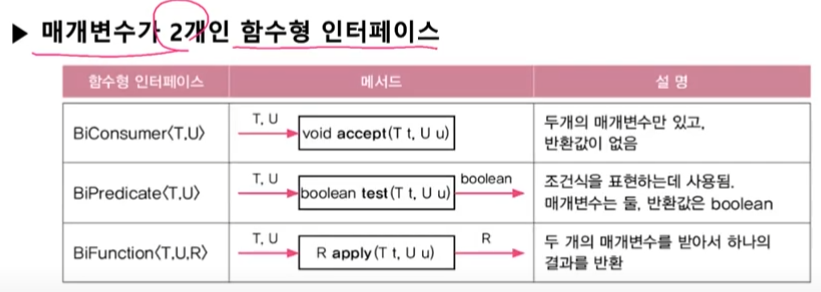 ▶ 매개변수가 2개인 함수형 인터페이스
함수형 인터페이스 메서드 설 명
BiConsumer<T,U> T, U void accept(T t, U u) 두개의 매개변수만 있고,
반환값이 없음
BiPredicate<T,U> T, U boolean test(T t, U u) boolean 조건식을 표현하는데 사용됨.
매개변수는 둘, 반환값은 boolean
BiFunction<T,U,R> T, U R apply(T t, U u) R 두 개의 매개변수를 받아서 하나의
결과를 반환